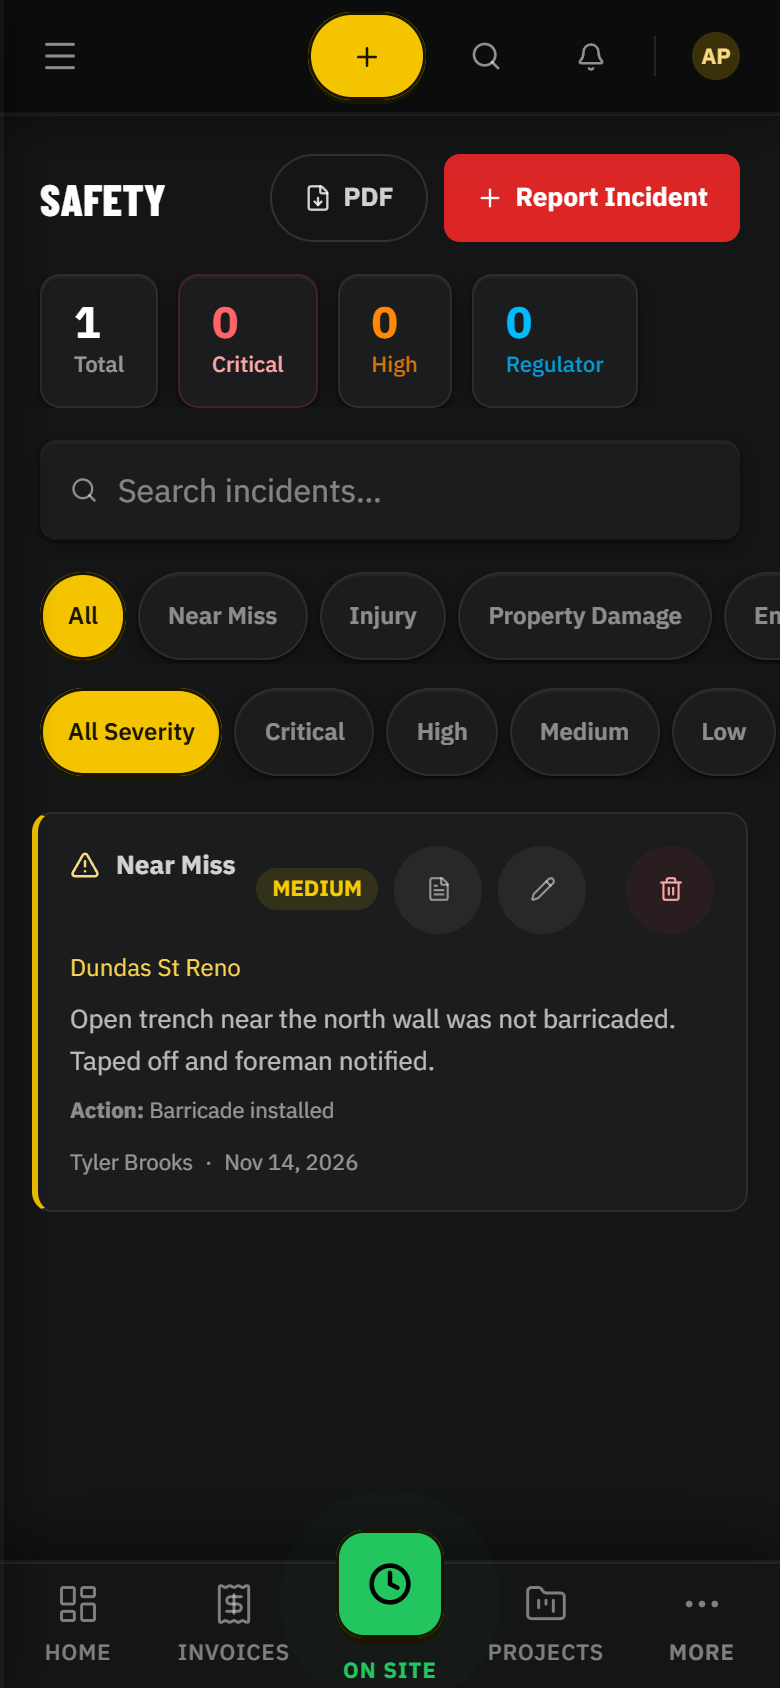 AP
SAFETY
PDF
Report Incident
1
Total
0
Critical
0
High
0
Regulator
Search incidents...
All
Near Miss
Injury
Property Damage
All Severity
Critical
High
Medium
Low
Near Miss
MEDIUM
Dundas St Reno
Open trench near the north wall was not barricaded.
Taped off and foreman notified.
Action: Barricade installed
Tyler Brooks · Nov 14, 2026
HOME
INVOICES
ON SITE
PROJECTS
MORE